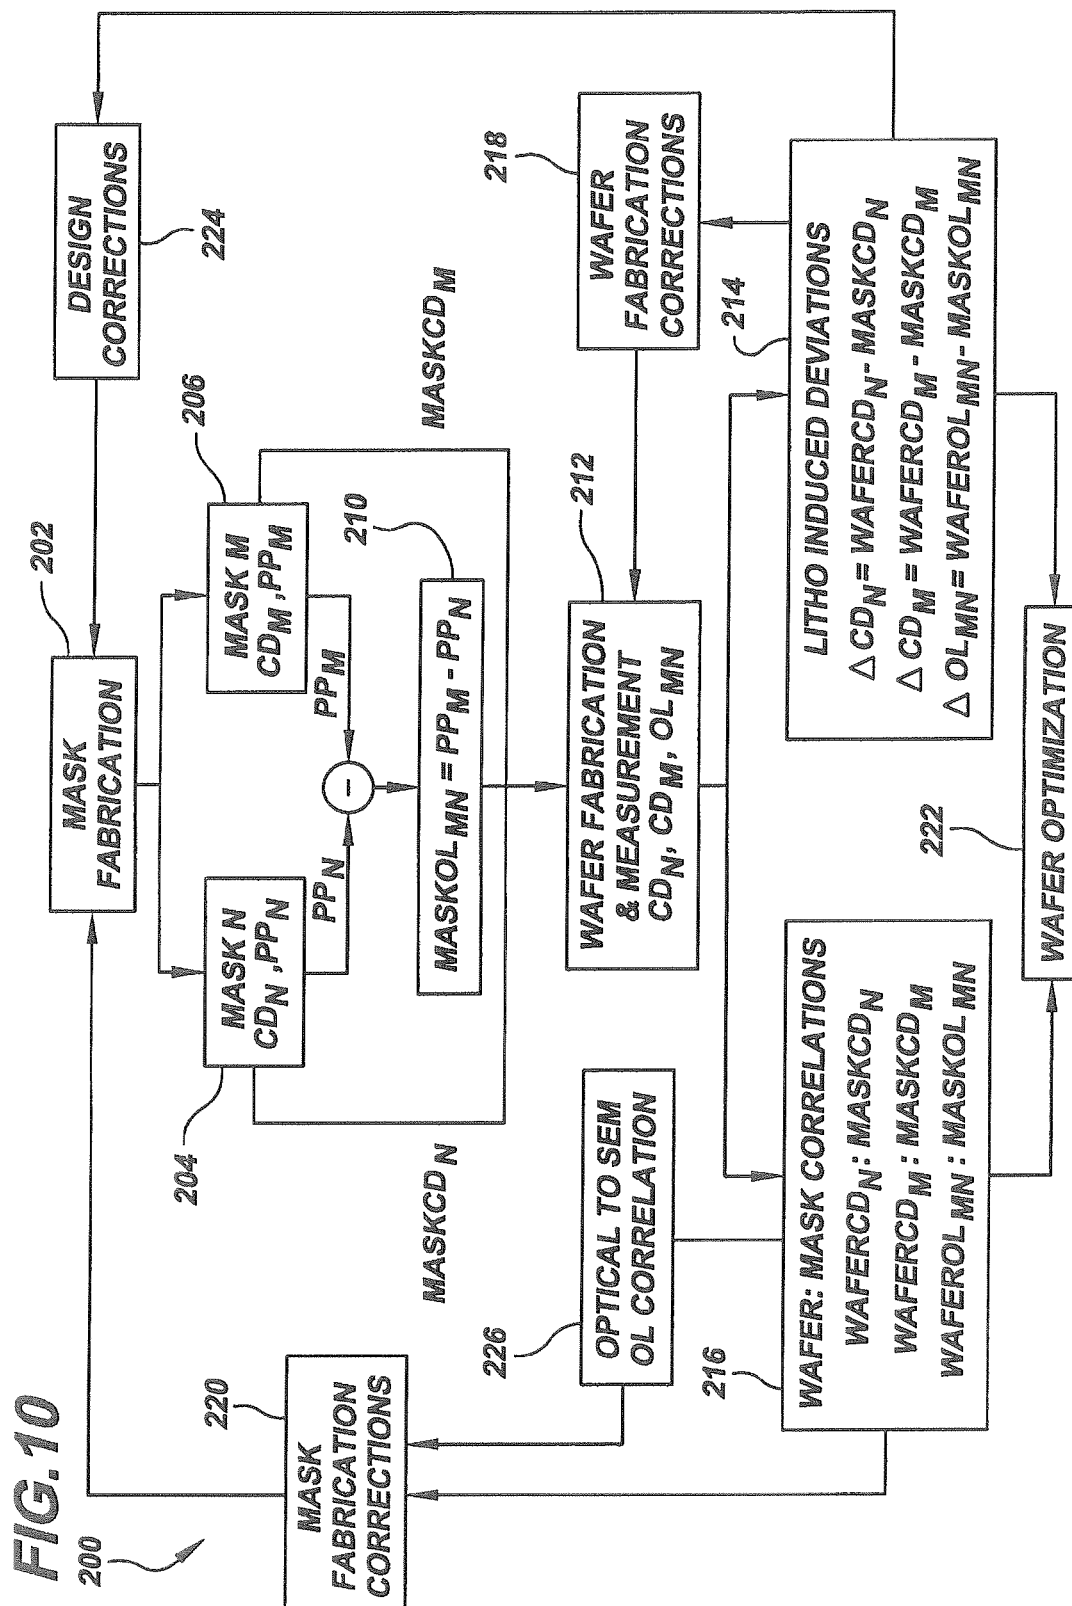 FIG.10
200
MASK
FABRICATION
202
DESIGN
CORRECTIONS
224
MASK
FABRICATION
CORRECTIONS
220
MASK N
CD_N , PP_N
204
MASK M
CD_M , PP_M
206
PP_N
PP_M
-
MASKOL_MN = PP_M - PP_N
210
MASKCD_N
MASKCD_M
OPTICAL TO SEM
OL CORRELATION
226
WAFER FABRICATION
& MEASUREMENT
CD_N, CD_M, OL_MN
212
WAFER
FABRICATION
CORRECTIONS
218
WAFER: MASK CORRELATIONS
WAFERCD_N : MASKCD_N
WAFERCD_M : MASKCD_M
WAFEROL_MN : MASKOL_MN
216
LITHO INDUCED DEVIATIONS
△ CD_N = WAFERCD_N - MASKCD_N
△ CD_M = WAFERCD_M - MASKCD_M
△ OL_MN = WAFEROL_MN - MASKOL_MN
214
WAFER OPTIMIZATION
222